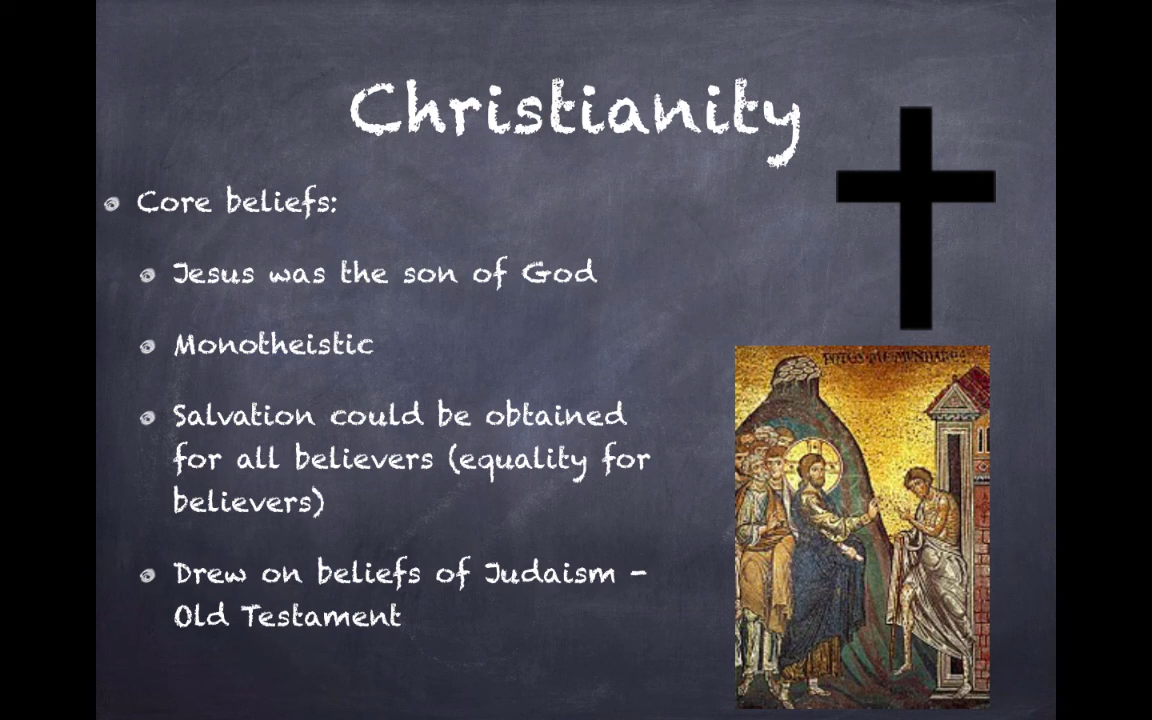 Christianity
Core beliefs:
Jesus was the son of God
Monotheistic
Salvation could be obtained
for all believers (equality for
believers)
Drew on beliefs of Judaism -
Old Testament